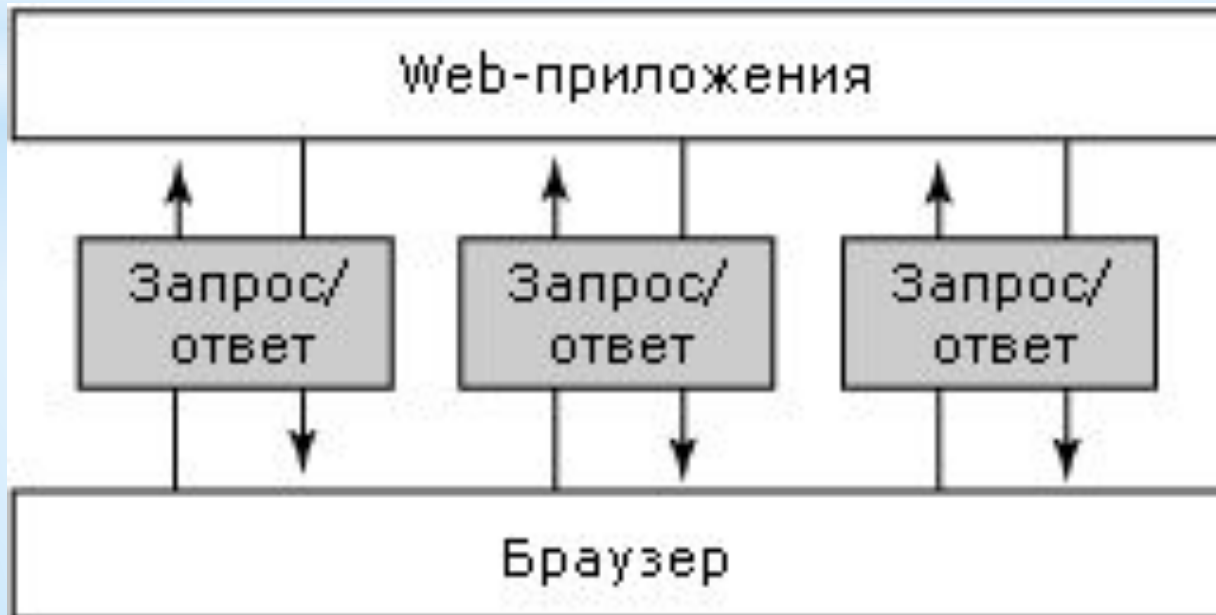 Web-приложения
Запрос/
ответ
Запрос/
ответ
Запрос/
ответ
Браузер